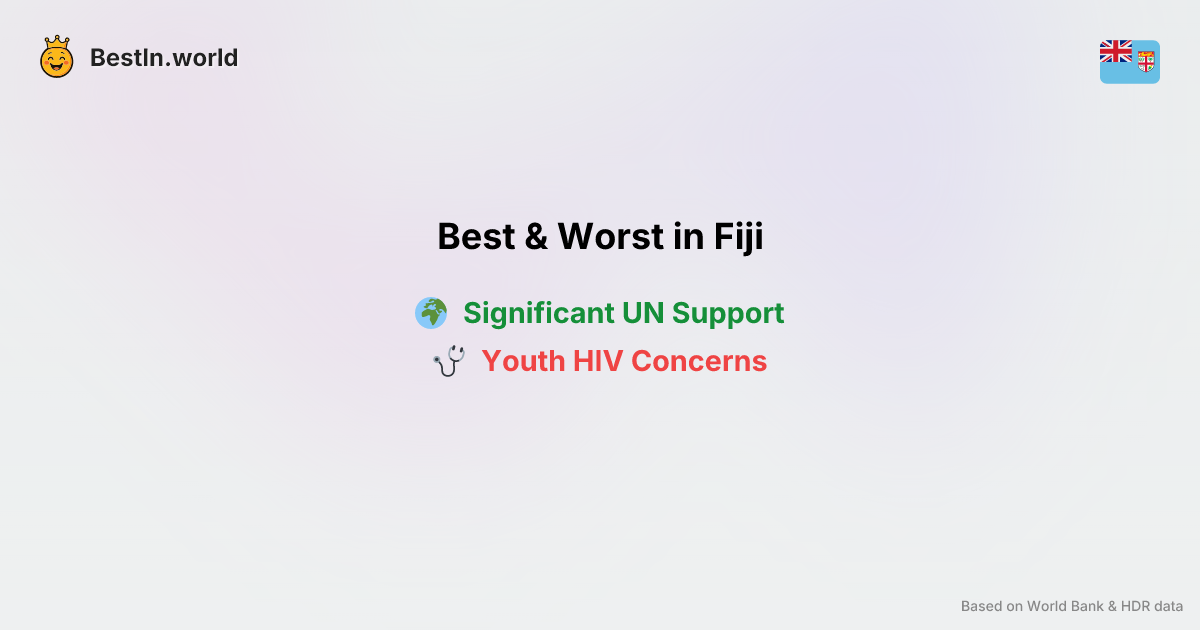 BestIn.world
Best & Worst in Fiji
Significant UN Support
Youth HIV Concerns
Based on World Bank & HDR data